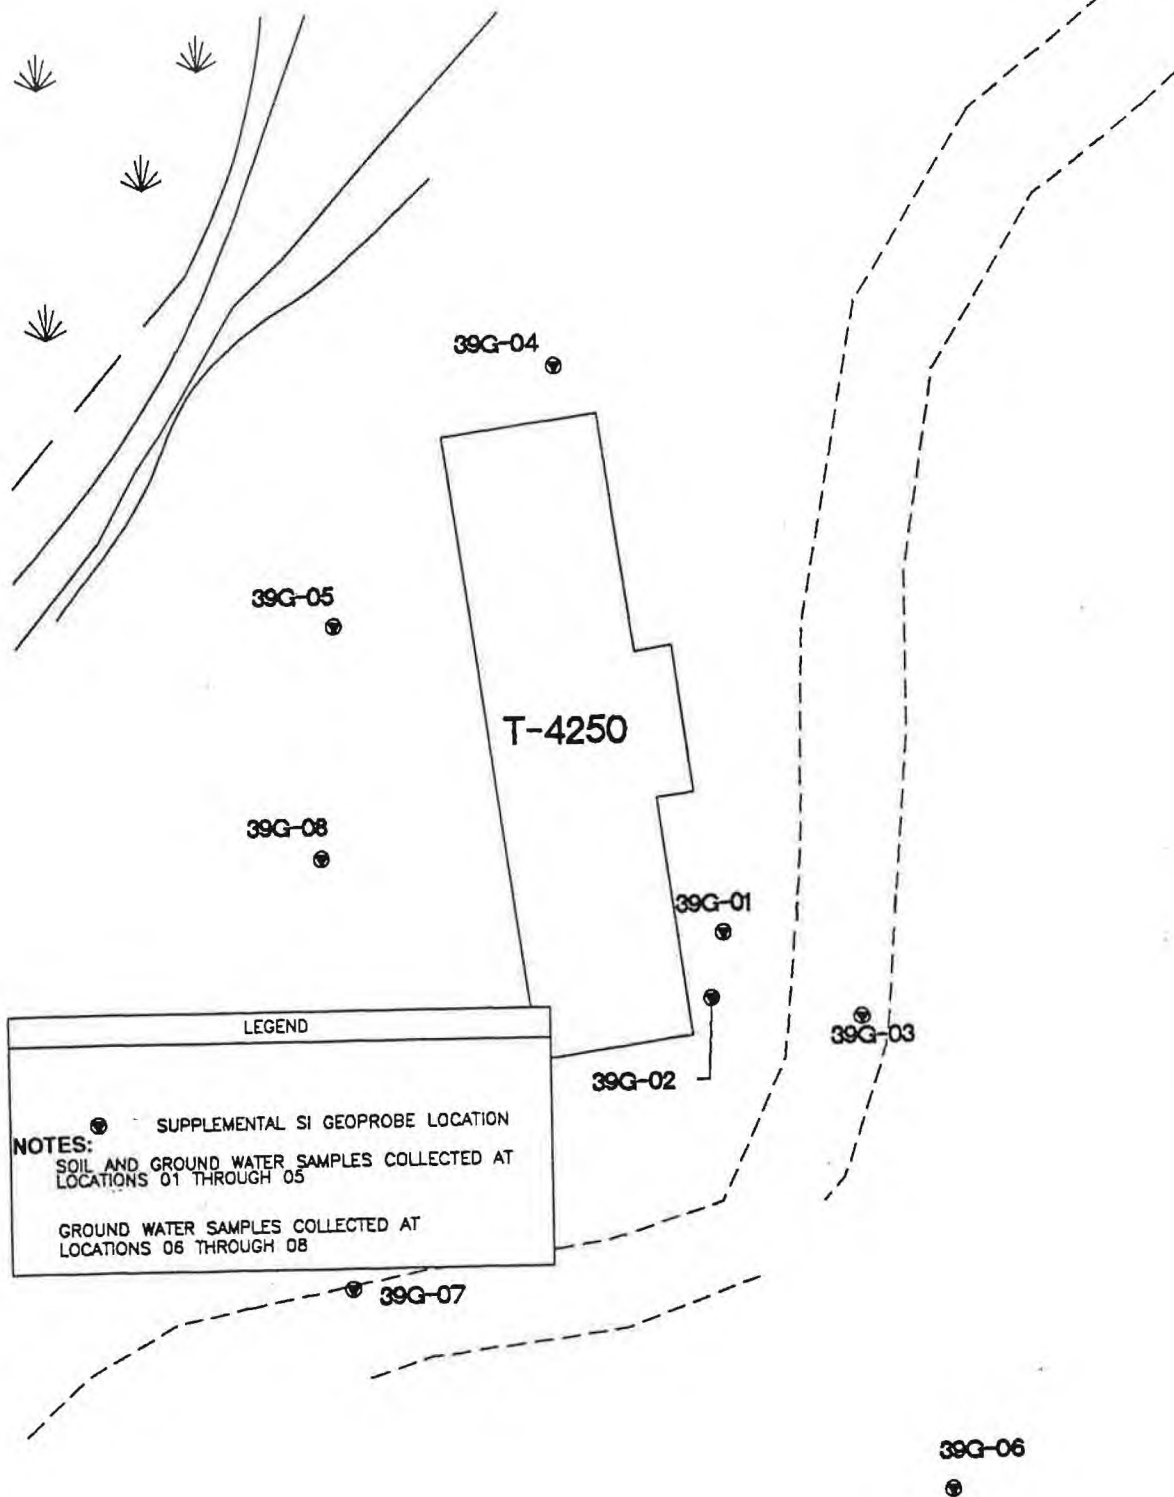 39G-04
39G-05
T-4250
39G-08
39G-01
39G-03
39G-02
LEGEND
SUPPLEMENTAL SI GEOPROBE LOCATION
NOTES:
SOIL AND GROUND WATER SAMPLES COLLECTED AT
LOCATIONS 01 THROUGH 05
GROUND WATER SAMPLES COLLECTED AT
LOCATIONS 06 THROUGH 08
39G-07
39G-06